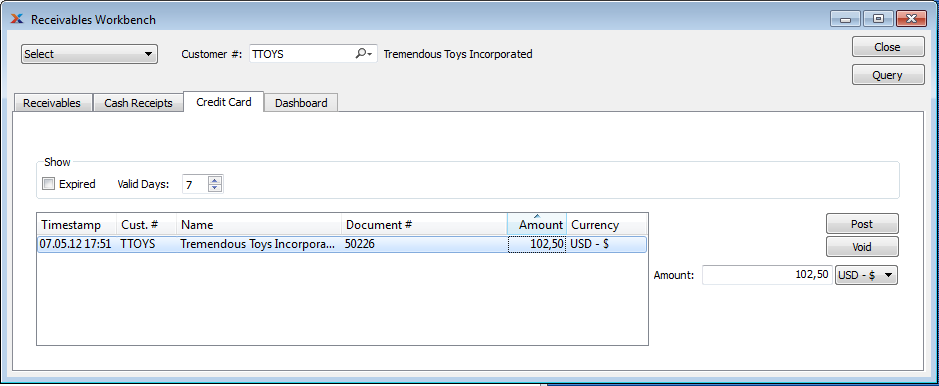 Receivables Workbench
Select Customer #: TTOYS Tremendous Toys Incorporated Close
Query
Receivables Cash Receipts Credit Card Dashboard
Show
Expired Valid Days: 7
Timestamp Cust. # Name Document # Amount Currency Post
07.05.12 17:51 TTOYS Tremendous Toys Incorpora... 50226 102,50 USD - $ Void
Amount: 102,50 USD - $